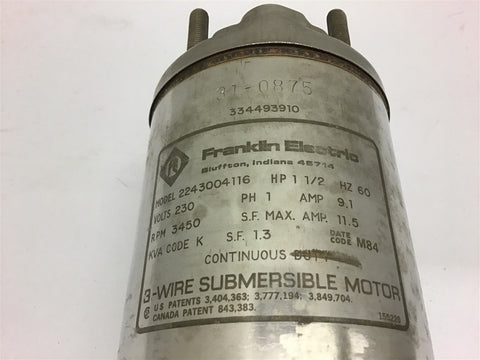 31-0875
334493910
Franklin Electric
Bluffton, Indiana 46714
MODEL 2243004116 HP 1 1/2 HZ 60
VOLTS 230 PH 1 AMP 9.1
RPM 3450 S.F. MAX. AMP. 11.5
KVA CODE K S.F. 1.3 DATE CODE M84
CONTINUOUS DUTY
3-WIRE SUBMERSIBLE MOTOR
U S PATENTS 3,404,363; 3,777,194; 3,849,704.
CANADA PATENT 843,383.
155220